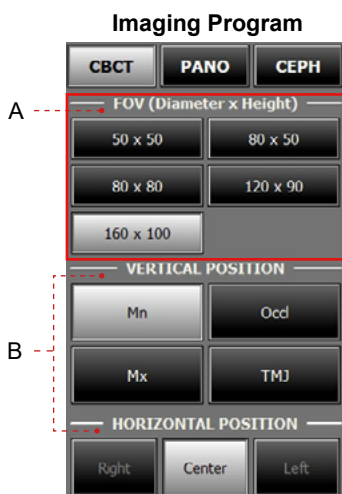 Imaging Program
CBCT PANO CEPH
A
FOV (Diameter x Height)
50 x 50 80 x 50
80 x 80 120 x 90
160 x 100
VERTICAL POSITION
Mn Occl
B
Mx TMJ
HORIZONTAL POSITION
Right Center Left